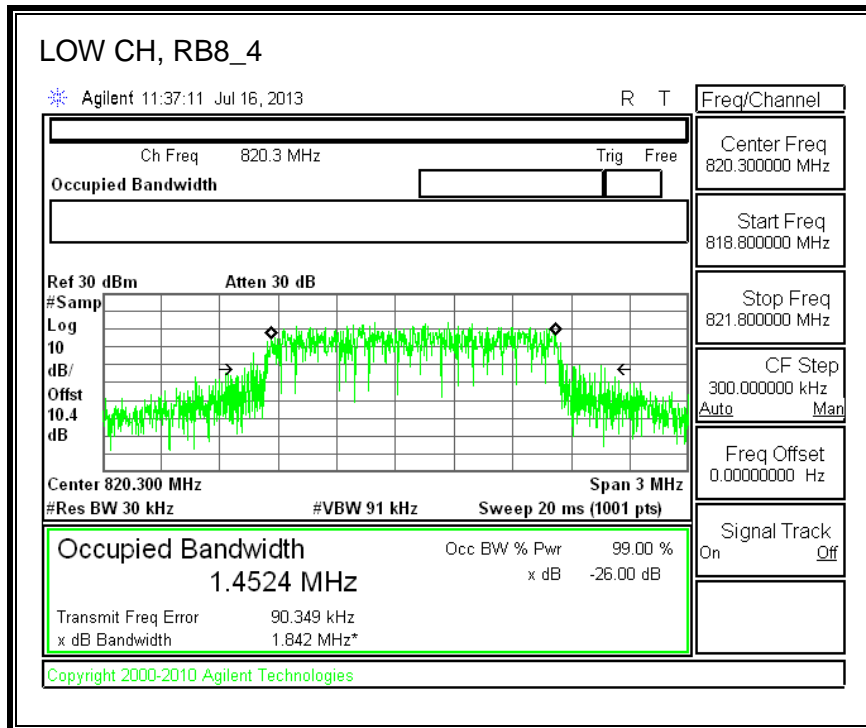 LOW CH, RB8_4
Agilent 11:37:11 Jul 16, 2013 R T
Freq/Channel
Ch Freq 820.3 MHz Trig Free
Occupied Bandwidth
Center Freq
820.300000 MHz
Start Freq
818.800000 MHz
Stop Freq
821.800000 MHz
CF Step
300.000000 kHz
Auto Man
Freq Offset
0.00000000 Hz
Signal Track
On Off
Ref 30 dBm Atten 30 dB
#Samp
Log
10
dB/
Offst
10.4
dB
Center 820.300 MHz Span 3 MHz
#Res BW 30 kHz #VBW 91 kHz Sweep 20 ms (1001 pts)
Occupied Bandwidth Occ BW % Pwr 99.00 %
1.4524 MHz x dB -26.00 dB
Transmit Freq Error 90.349 kHz
x dB Bandwidth 1.842 MHz*
Copyright 2000-2010 Agilent Technologies